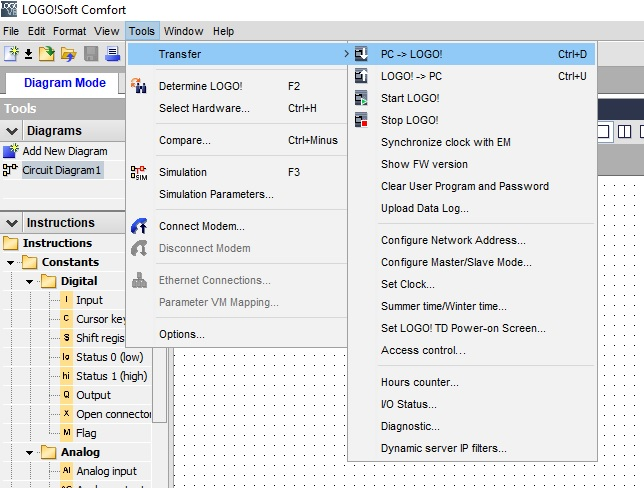 LOGO!Soft Comfort
File Edit Format View Tools Window Help
Diagram Mode
Tools
Diagrams
Add New Diagram
Circuit Diagram1
Instructions
Instructions
Constants
Digital
I Input
C Cursor key
S Shift regis
lo Status 0 (low)
hi Status 1 (high)
Q Output
X Open connector
M Flag
Analog
AI Analog input
Transfer
Determine LOGO! F2
Select Hardware... Ctrl+H
Compare... Ctrl+Minus
Simulation F3
SIM
Simulation Parameters...
Connect Modem...
Disconnect Modem
Ethernet Connections...
Parameter VM Mapping...
Options...
PC -> LOGO! Ctrl+D
LOGO! -> PC Ctrl+U
Start LOGO!
Stop LOGO!
Synchronize clock with EM
Show FW version
Clear User Program and Password
Upload Data Log...
Configure Network Address...
Configure Master/Slave Mode...
Set Clock...
Summer time/Winter time...
Set LOGO! TD Power-on Screen...
Access control...
Hours counter...
I/O Status...
Diagnostic...
Dynamic server IP filters...